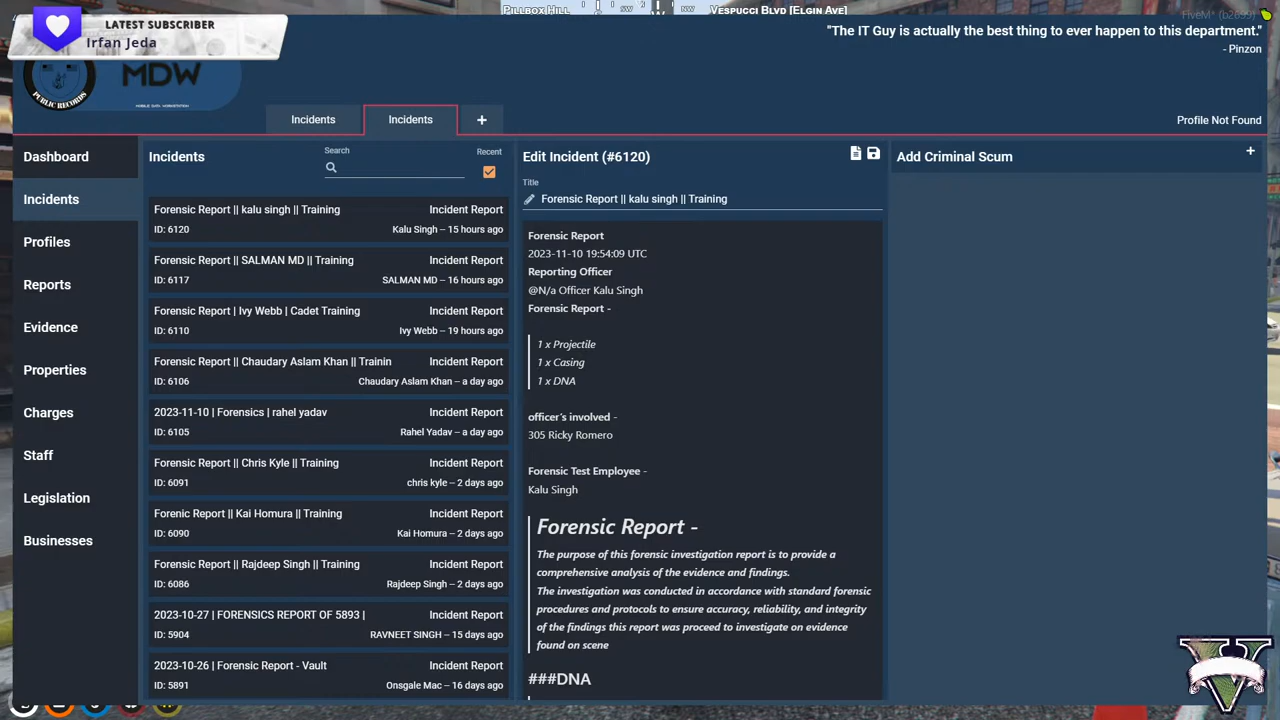 PILLBOX HILL
SW
NW
Vespucci Blvd [Elgin Ave]
FiveM* (b2699)
LATEST SUBSCRIBER
Irfan Jeda
"The IT Guy is actually the best thing to ever happen to this department."
- Pinzon
PUBLIC RECORDS
MDW
MOBILE DATA WORKSTATION
Incidents
Incidents
+
Profile Not Found
Dashboard
Incidents
Profiles
Reports
Evidence
Properties
Charges
Staff
Legislation
Businesses
Incidents
Search
Recent
Forensic Report || kalu singh || Training Incident Report
ID: 6120 Kalu Singh – 15 hours ago
Forensic Report || SALMAN MD || Training Incident Report
ID: 6117 SALMAN MD – 16 hours ago
Forensic Report | Ivy Webb | Cadet Training Incident Report
ID: 6110 Ivy Webb – 19 hours ago
Forensic Report || Chaudary Aslam Khan || Trainin Incident Report
ID: 6106 Chaudary Aslam Khan – a day ago
2023-11-10 | Forensics | rahel yadav Incident Report
ID: 6105 Rahel Yadav – a day ago
Forensic Report || Chris Kyle || Training Incident Report
ID: 6091 chris kyle – 2 days ago
Forenic Report || Kai Homura || Training Incident Report
ID: 6090 Kai Homura – 2 days ago
Forensic Report || Rajdeep Singh || Training Incident Report
ID: 6086 Rajdeep Singh – 2 days ago
2023-10-27 | FORENSICS REPORT OF 5893 | Incident Report
ID: 5904 RAVNEET SINGH – 15 days ago
2023-10-26 | Forensic Report - Vault Incident Report
ID: 5891 Onsgale Mac – 16 days ago
Edit Incident (#6120)
Title
Forensic Report || kalu singh || Training
Forensic Report
2023-11-10 19:54:09 UTC
Reporting Officer
@N/a Officer Kalu Singh
Forensic Report -
1 x Projectile
1 x Casing
1 x DNA
officer's involved -
305 Ricky Romero
Forensic Test Employee -
Kalu Singh
Forensic Report -
The purpose of this forensic investigation report is to provide a
comprehensive analysis of the evidence and findings.
The investigation was conducted in accordance with standard forensic
procedures and protocols to ensure accuracy, reliability, and integrity
of the findings this report was proceed to investigate on evidence
found on scene
###DNA
Add Criminal Scum
+
V